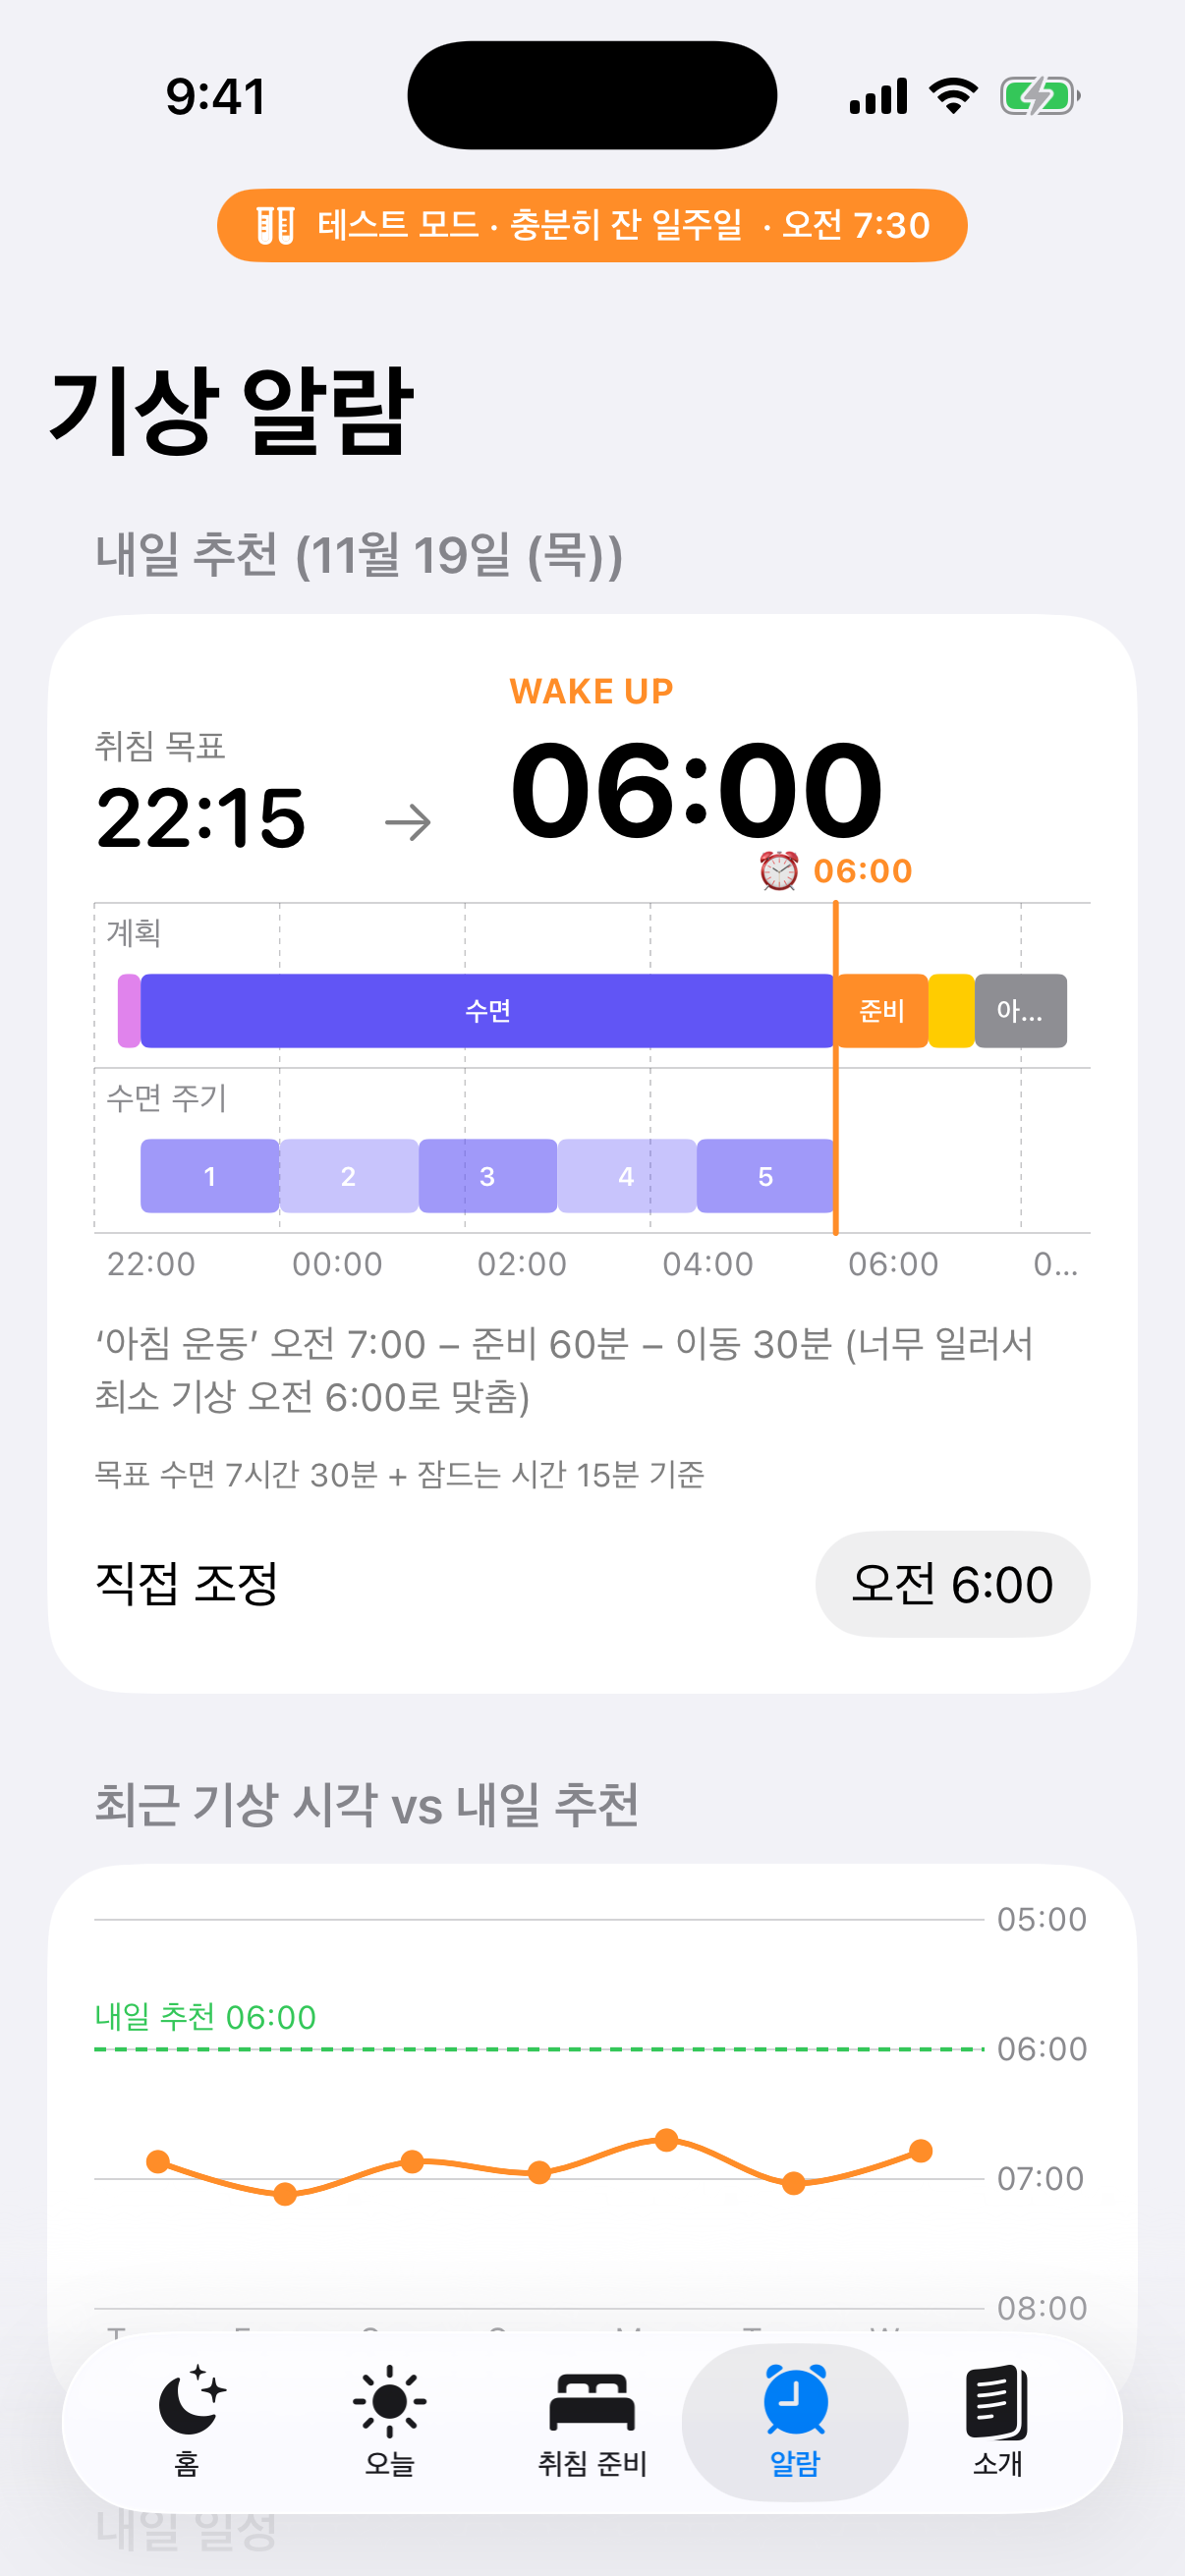 9:41
테스트 모드 · 충분히 잔 일주일 · 오전 7:30
기상 알람
내일 추천 (11월 19일 (목))
WAKE UP
취침 목표
22:15 → 06:00
⏰ 06:00
계획
수면 준비 아...
수면 주기
1 2 3 4 5
22:00 00:00 02:00 04:00 06:00 0...
‘아침 운동’ 오전 7:00 – 준비 60분 – 이동 30분 (너무 일러서
최소 기상 오전 6:00로 맞춤)
목표 수면 7시간 30분 + 잠드는 시간 15분 기준
직접 조정 오전 6:00
최근 기상 시각 vs 내일 추천
05:00
내일 추천 06:00
06:00
07:00
08:00
홈 오늘 취침 준비 알람 소개
내일 일정